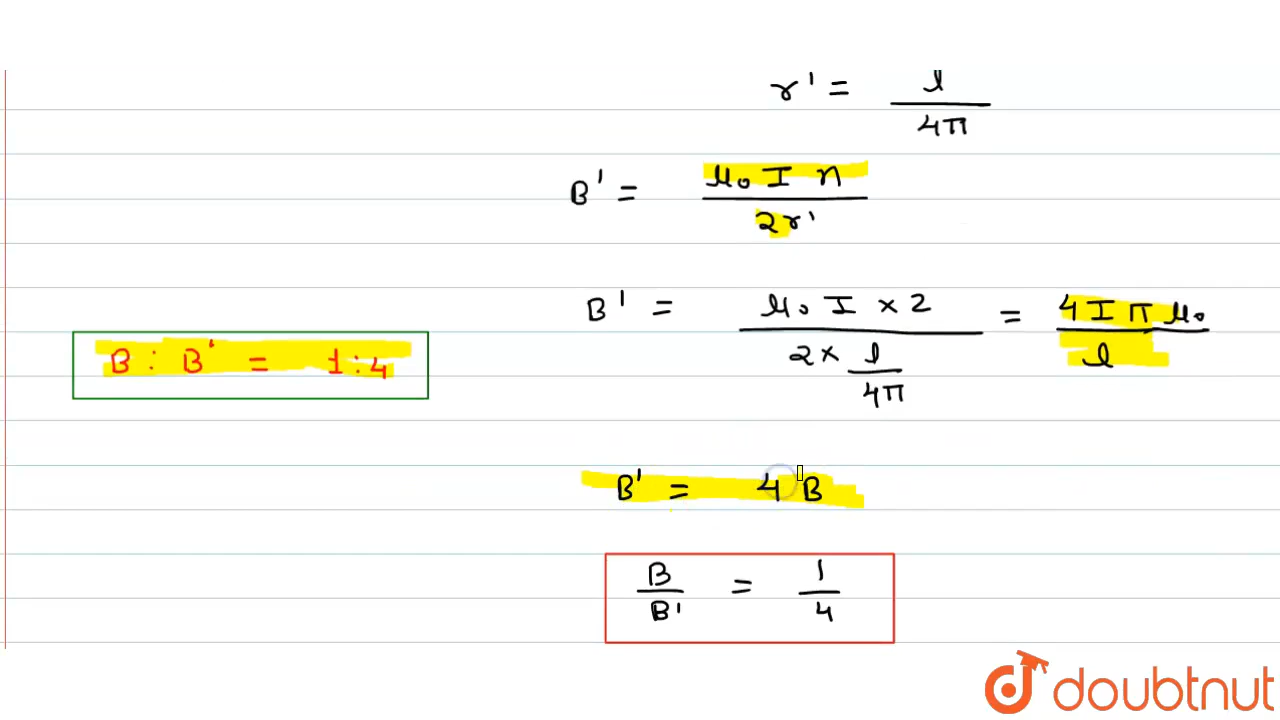 r' = l / 4π
B' = μ₀ I n / 2r'
B' = μ₀ I × 2 / 2 × l / 4π = 4 I π μ₀ / l
B : B' = 1 : 4
B' = 4 B
B / B' = 1 / 4
doubtnut